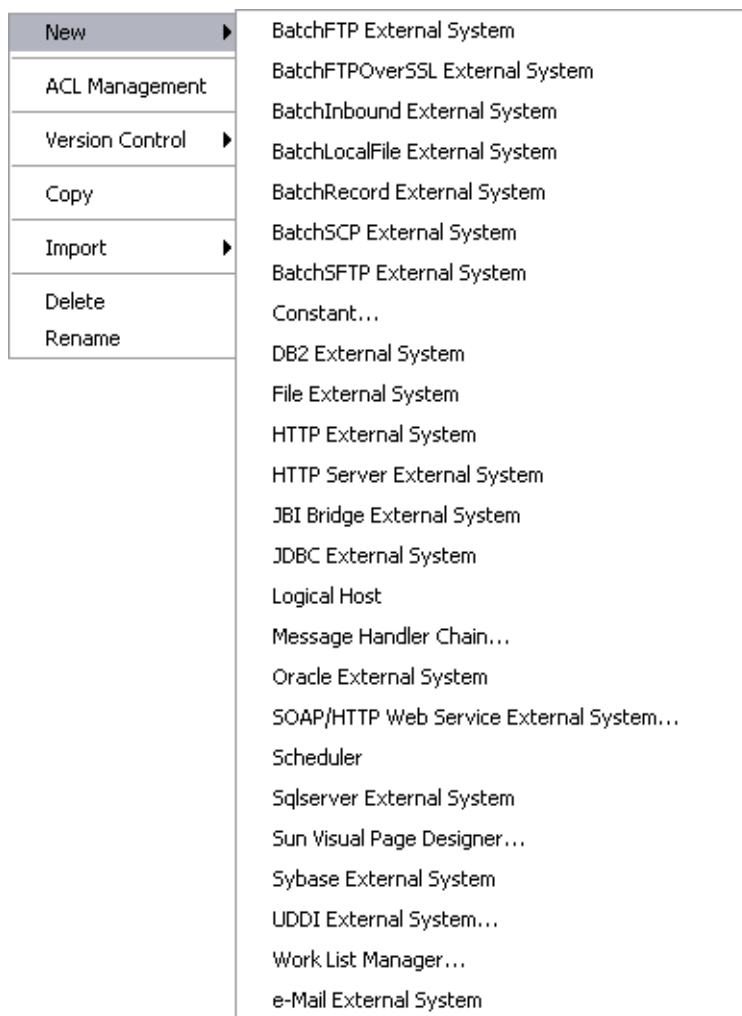 New
ACL Management
Version Control
Copy
Import
Delete
Rename
BatchFTP External System
BatchFTPOverSSL External System
BatchInbound External System
BatchLocalFile External System
BatchRecord External System
BatchSCP External System
BatchSFTP External System
Constant...
DB2 External System
File External System
HTTP External System
HTTP Server External System
JBI Bridge External System
JDBC External System
Logical Host
Message Handler Chain...
Oracle External System
SOAP/HTTP Web Service External System...
Scheduler
Sqlserver External System
Sun Visual Page Designer...
Sybase External System
UDDI External System...
Work List Manager...
e-Mail External System